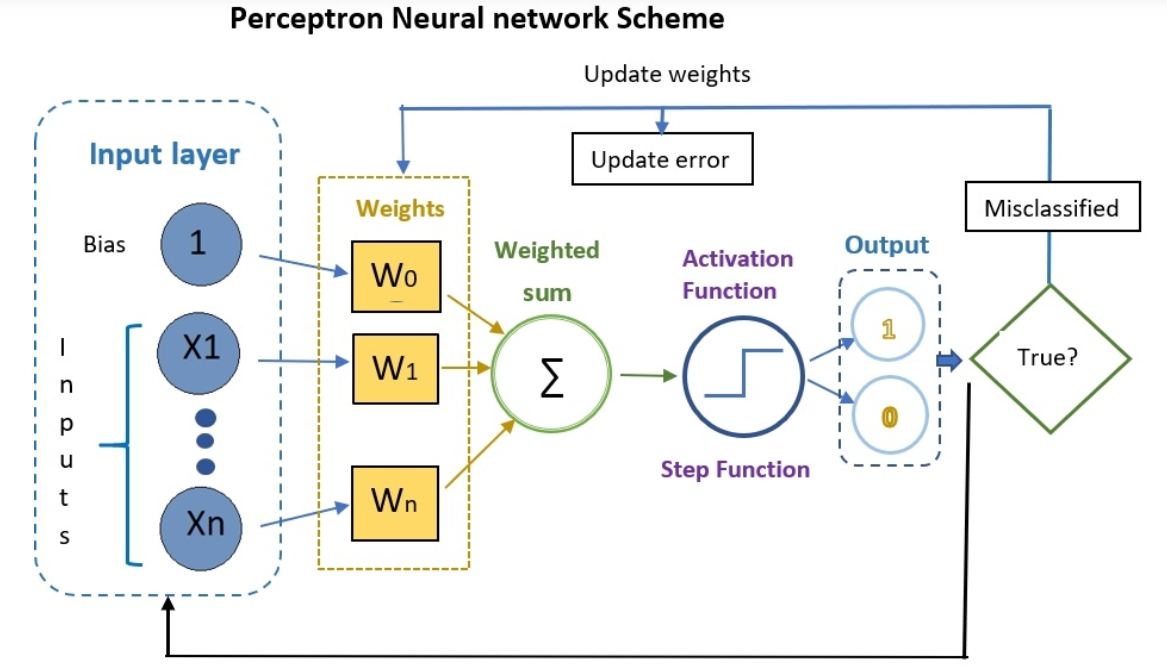 Perceptron Neural network Scheme
Update weights
Update error
Misclassified
Input layer
Bias
1
Inputs
X1
Xn
Weights
W0
W1
Wn
Weighted
sum
Σ
Activation
Function
Step Function
Output
1
0
True?